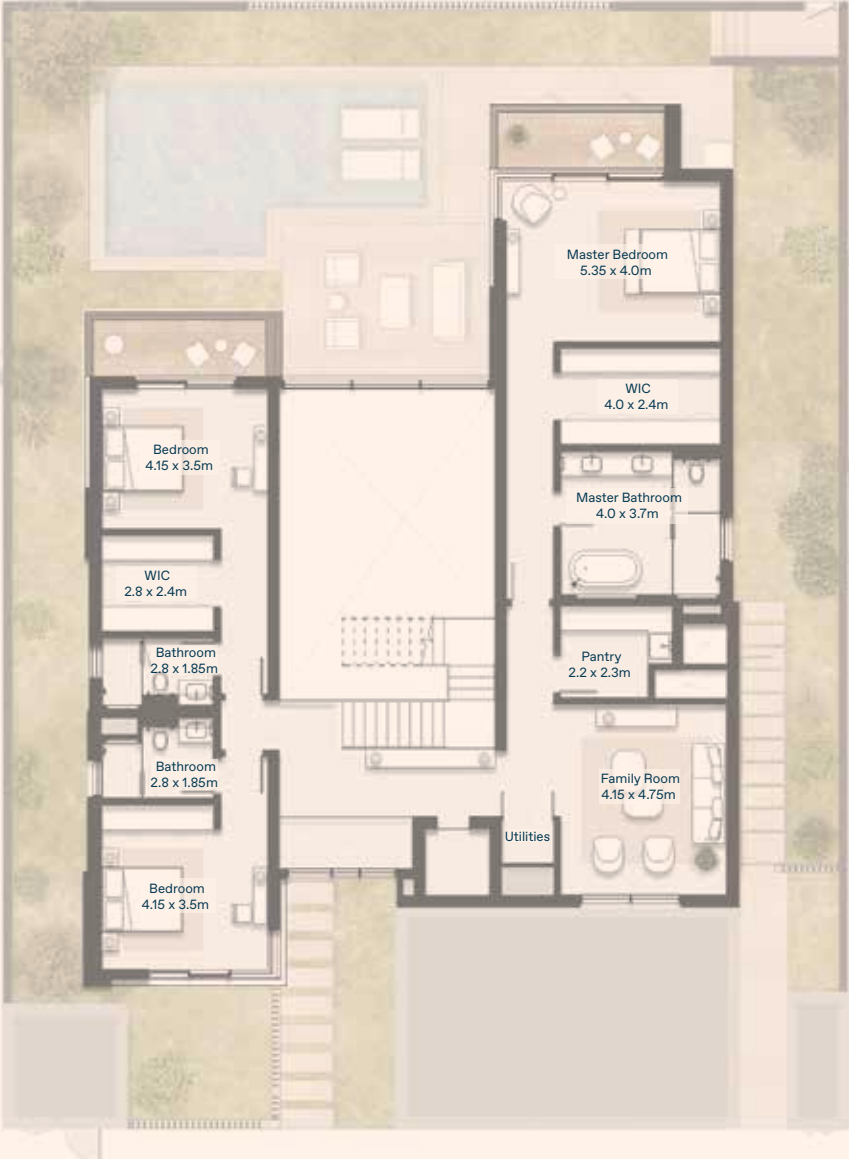 Master Bedroom
5.35 x 4.0m
WIC
4.0 x 2.4m
Bedroom
4.15 x 3.5m
Master Bathroom
4.0 x 3.7m
WIC
2.8 x 2.4m
Bathroom
2.8 x 1.85m
Pantry
2.2 x 2.3m
Bathroom
2.8 x 1.85m
Family Room
4.15 x 4.75m
Utilities
Bedroom
4.15 x 3.5m